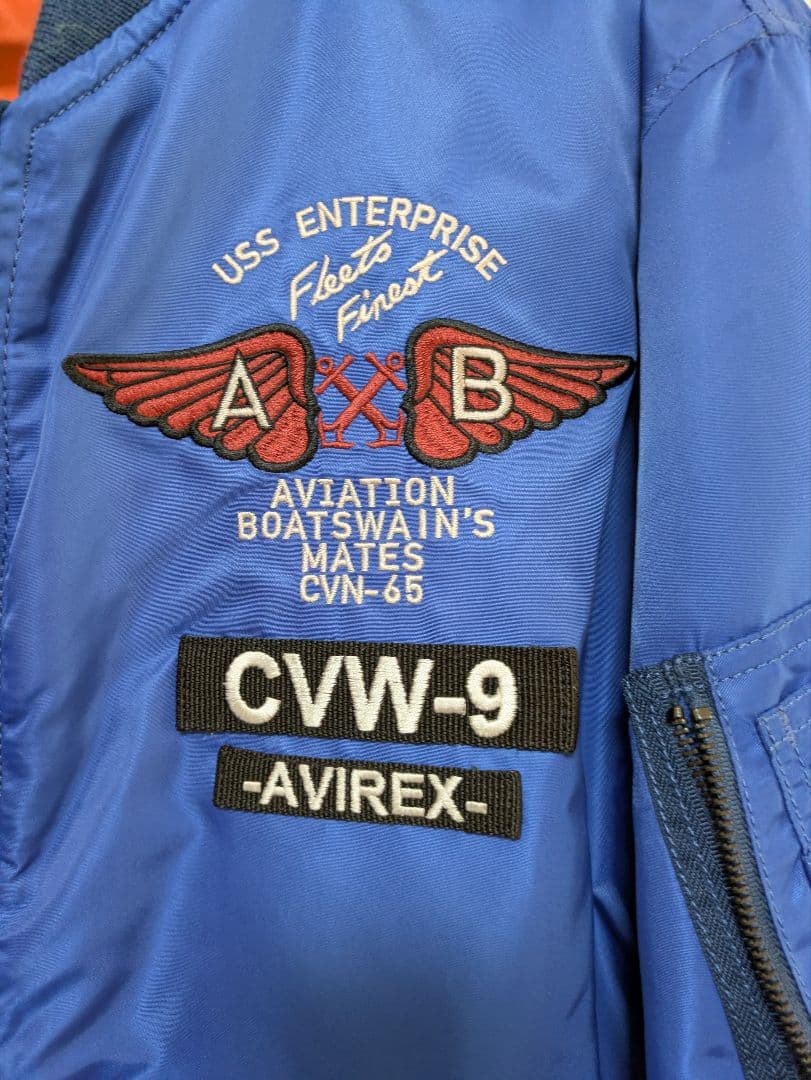 USS ENTERPRISE
Fleets
Finest
A B
AVIATION
BOATSWAIN'S
MATES
CVN-65
CVW-9
-AVIREX-